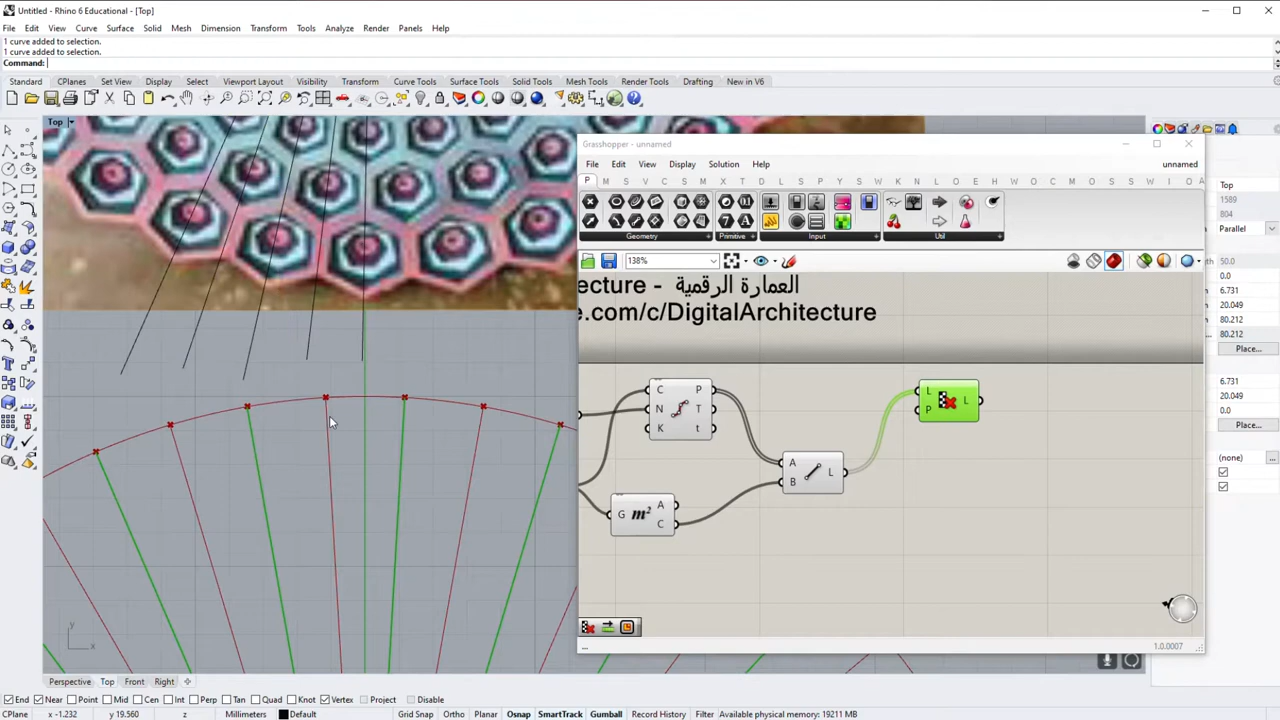 Untitled - Rhino 6 Educational - [Top]
File Edit View Curve Surface Solid Mesh Dimension Transform Tools Analyze Render Panels Help
1 curve added to selection.
1 curve added to selection.
Command:
Standard CPlanes Set View Display Select Viewport Layout Visibility Transform Curve Tools Surface Tools Solid Tools Mesh Tools Render Tools Drafting New in V6
Top
Grasshopper - unnamed
File Edit View Display Solution Help unnamed
Geometry Primitive Input Util
138%
ecture - العمارة الرقمية
e.com/c/DigitalArchitecture
C P
N T
K t
L L
P
A L
B
G m² A
C
1.0.0007
Top
1589
804
Parallel
50.0
0.0
6.731
20.049
80.212
80.212
Place...
6.731
20.049
0.0
Place...
(none) ...
y
x
Perspective Top Front Right
End Near Point Mid Cen Int Perp Tan Quad Knot Vertex Project Disable
CPlane x -1.232 y 19.560 z Millimeters Default Grid Snap Ortho Planar Osnap SmartTrack Gumball Record History Filter Available physical memory: 19211 MB